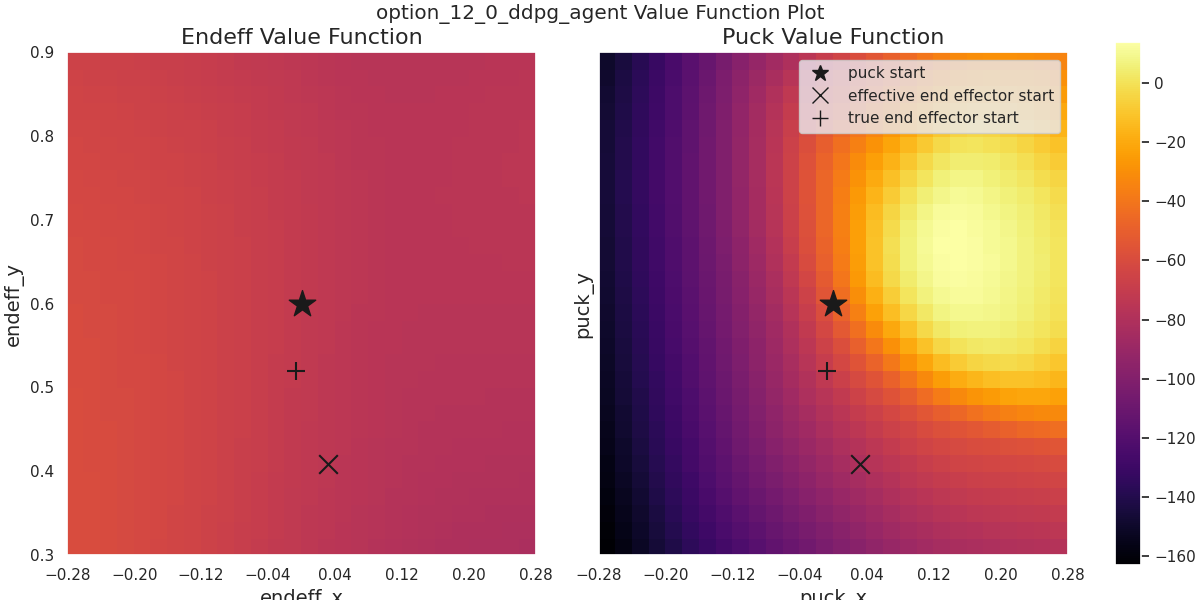 option_12_0_ddpg_agent Value Function Plot
Endeff Value Function
Puck Value Function
puck start
effective end effector start
true end effector start
endeff_y
0.9
0.8
0.7
0.6
0.5
0.4
0.3
−0.28 −0.20 −0.12 −0.04 0.04 0.12 0.20 0.28
endeff_x
puck_y
−0.28 −0.20 −0.12 −0.04 0.04 0.12 0.20 0.28
puck_x
0
−20
−40
−60
−80
−100
−120
−140
−160